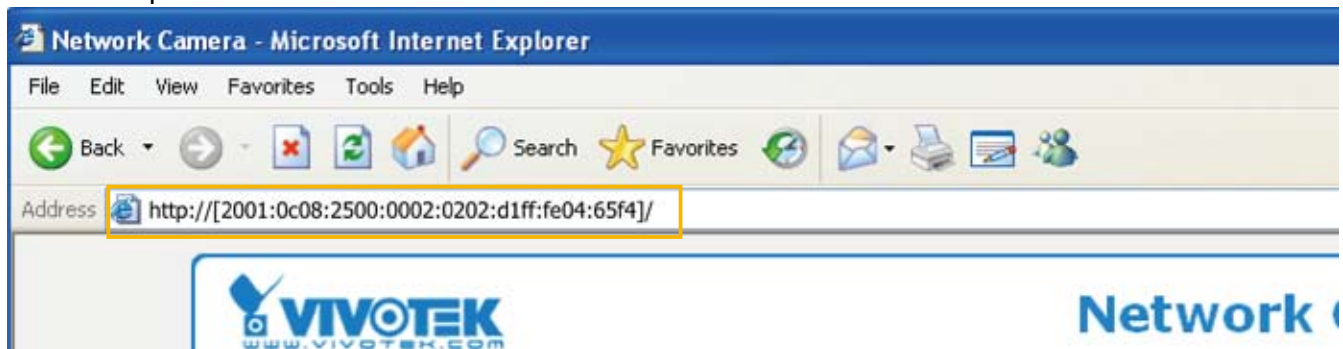 Network Camera - Microsoft Internet Explorer
File Edit View Favorites Tools Help
Back Search Favorites
Address http://[2001:0c08:2500:0002:0202:d1ff:fe04:65f4]/
VIVOTEK Network
WWW.VIVOTEK.COM